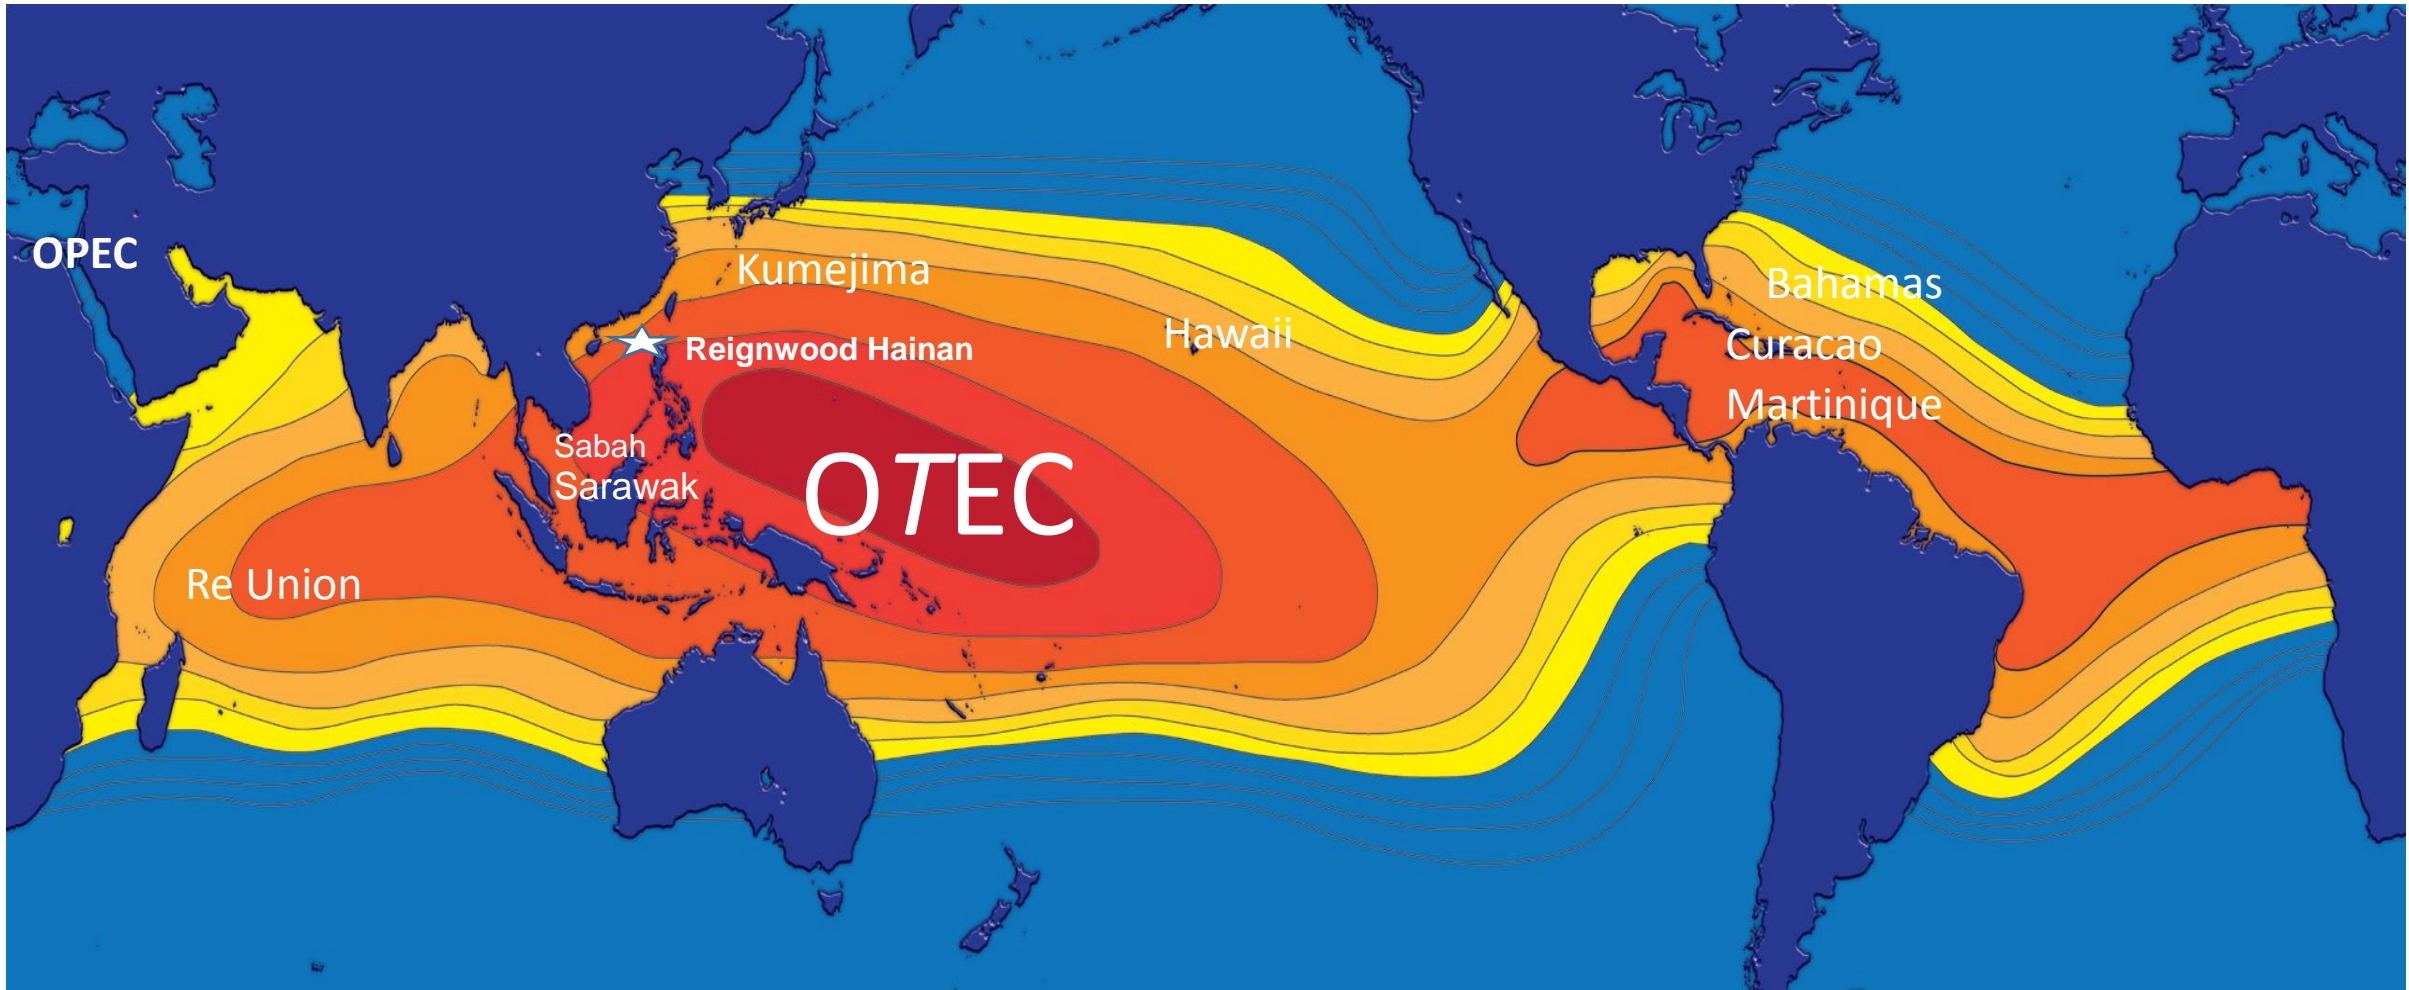 OPEC
Kumejima
Bahamas
Hawaii
Reignwood Hainan
Curacao
Martinique
Sabah
Sarawak
OTEC
Re Union